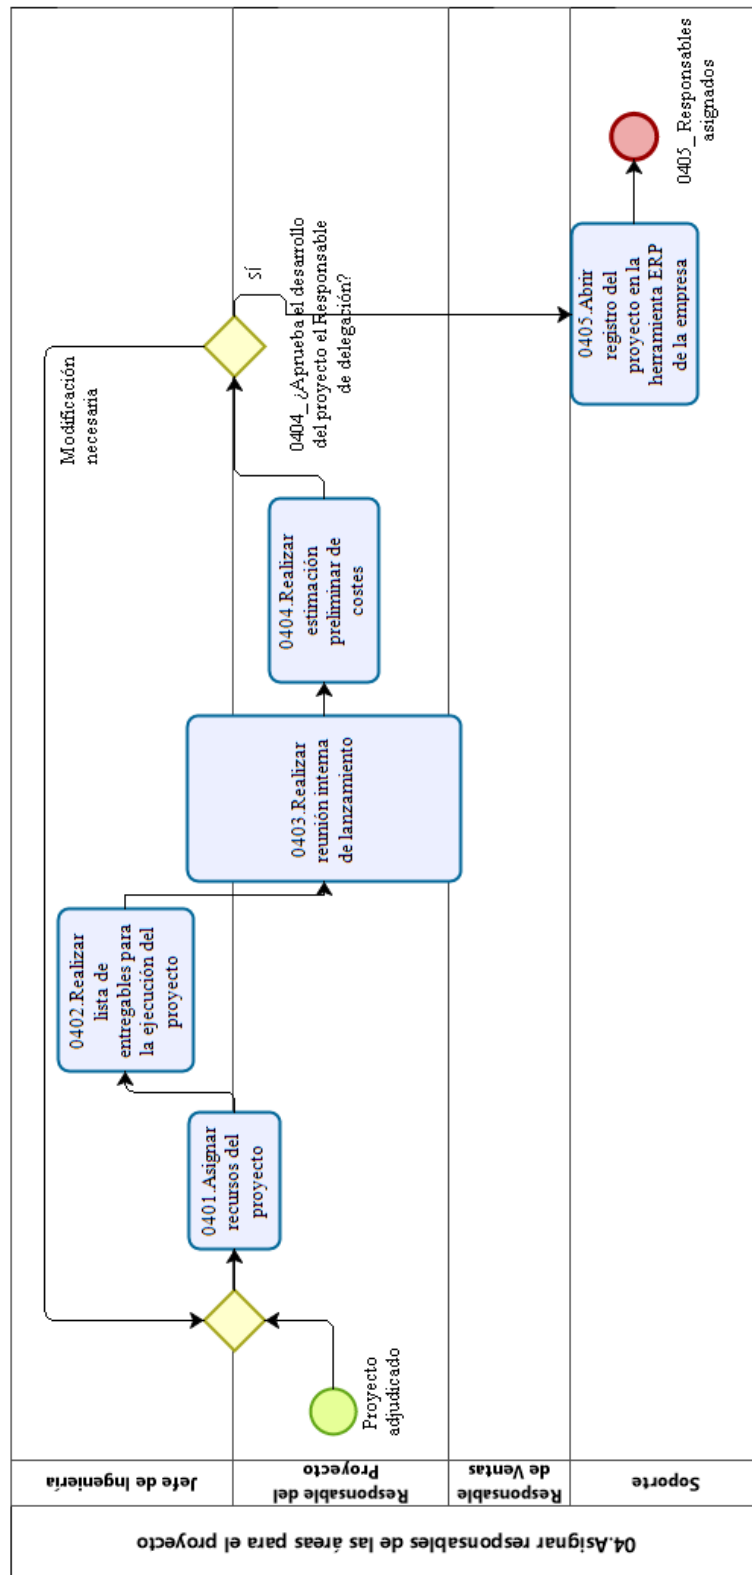 04.Asignar responsables de las áreas para el proyecto
Jefe de Ingeniería
Responsable del
Proyecto
Responsable
de Ventas
Soporte
Proyecto
adjudicado
0401.Asignar
recursos del
proyecto
0402.Realizar
lista de
entregables para
la ejecución del
proyecto
0403.Realizar
reunión interna
de lanzamiento
0404.Realizar
estimación
preliminar de
costes
0404_¿Aprueba el desarrollo
del proyecto el Responsable
de delegación?
Modificación
necesaria
SÍ
0405.Abrir
registro del
proyecto en la
herramienta ERP
de la empresa
0405_Responsables
asignados